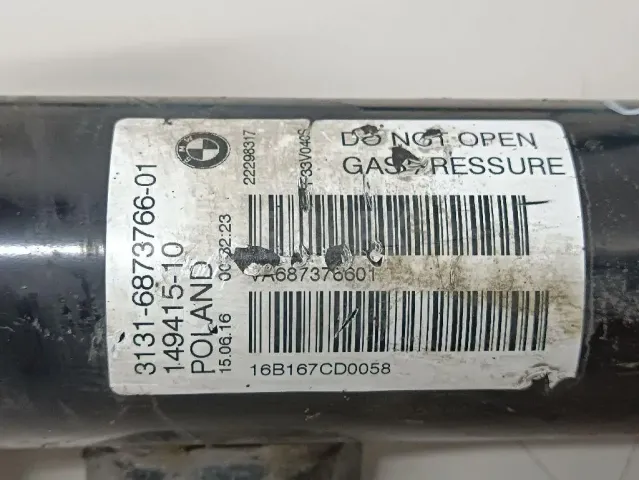 DO NOT OPEN
GAS PRESSURE
3131-6873766-01
149415-10
POLAND
15.06.16
22298317
VA687376601
16B167CD0058